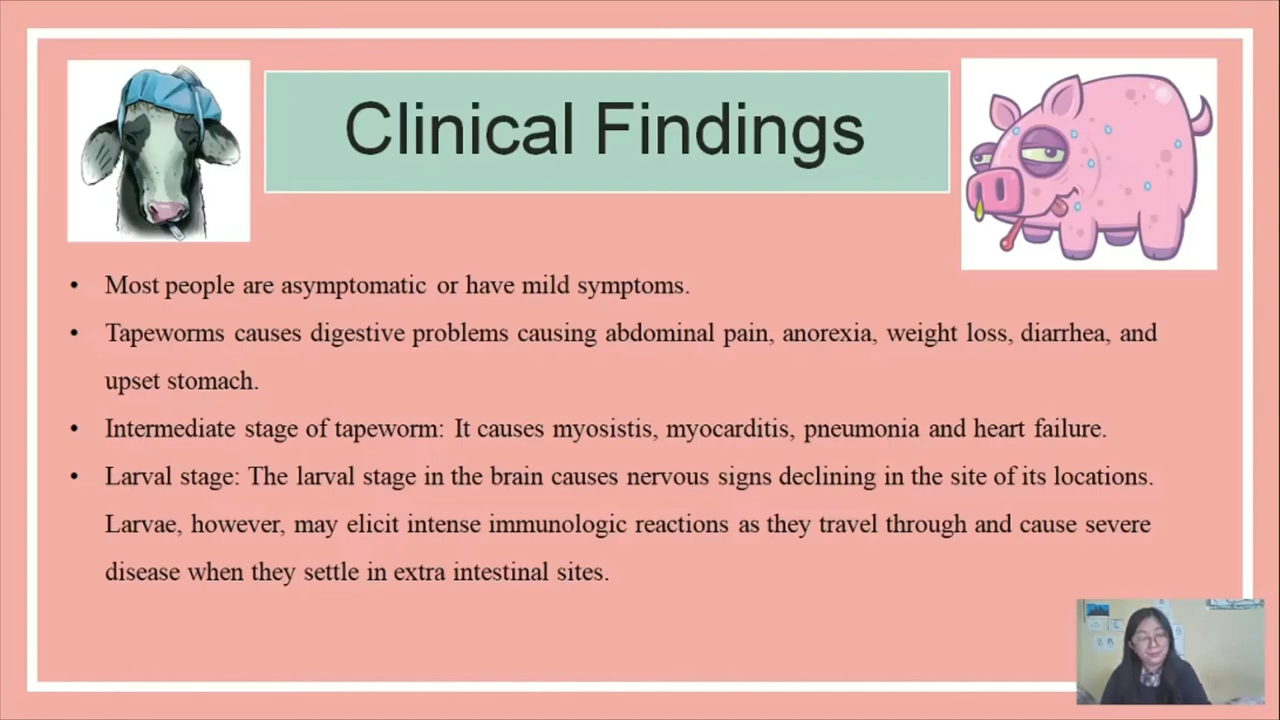 Clinical Findings
• Most people are asymptomatic or have mild symptoms.
• Tapeworms causes digestive problems causing abdominal pain, anorexia, weight loss, diarrhea, and
upset stomach.
• Intermediate stage of tapeworm: It causes myosistis, myocarditis, pneumonia and heart failure.
• Larval stage: The larval stage in the brain causes nervous signs declining in the site of its locations.
Larvae, however, may elicit intense immunologic reactions as they travel through and cause severe
disease when they settle in extra intestinal sites.